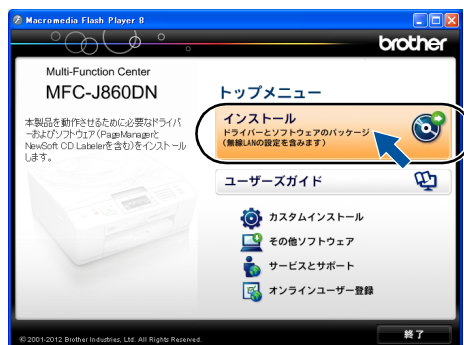 Macromedia Flash Player 8
brother
Multi-Function Center
MFC-J860DN
本製品を動作させるために必要なドライバ
ーおよびソフトウェア(PageManagerと
NewSoft CD Labelerを含む)をインストール
します。
トップメニュー
インストール
ドライバーとソフトウェアのパッケージ
(無線LANの設定を含みます)
ユーザーズガイド
カスタムインストール
その他ソフトウェア
サービスとサポート
オンラインユーザー登録
© 2001-2012 Brother Industries, Ltd. All Rights Reserved.
終了